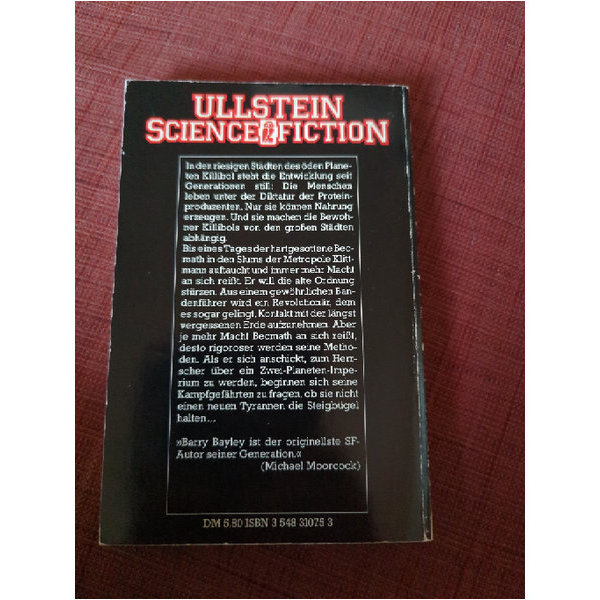 ULLSTEIN
SCIENCE FICTION
In den riesigen Städten des öden Plane-
ten Killibol steht die Entwicklung seit
Generationen still: Die Menschen
leben unter der Diktatur der Protein-
produzenten. Nur sie können Nahrung
erzeugen. Und sie machen die Bewoh-
ner Killibols von den großen Städten
abhängig.
Bis eines Tages der hartgesottene Bec-
math in den Slums der Metropole Klitt-
mann auftaucht und immer mehr Macht
an sich reißt. Er will die alte Ordnung
stürzen. Aus einem gewöhnlichen Ban-
denführer wird ein Revolutionär, dem
es sogar gelingt, Kontakt mit der längst
vergessenen Erde aufzunehmen. Aber
je mehr Macht Becmath an sich reißt,
desto rigoroser werden seine Metho-
den. Als er sich anschickt, zum Herr-
scher über ein Zwei-Planeten-Impe-
rium zu werden, beginnen sich seine
Kampfgefährten zu fragen, ob sie nicht
einen neuen Tyrannen die Steigbügel
halten...
»Barry Bayley ist der originellste SF-
Autor seiner Generation.«
(Michael Moorcock)
DM 5.80 ISBN 3 548 31075 3